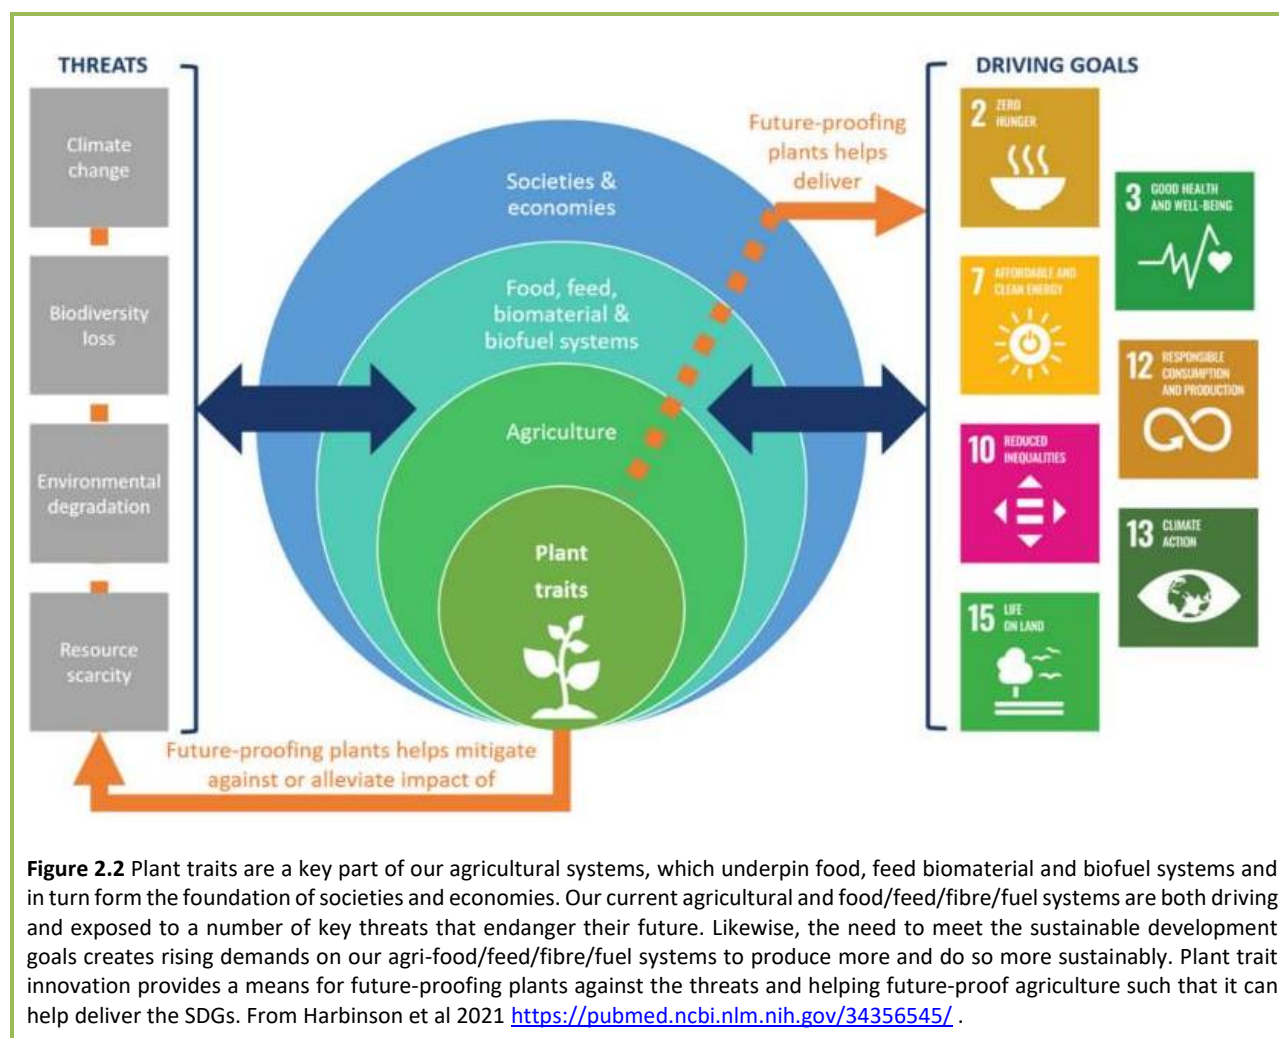 THREATS
Climate
change
Biodiversity
loss
Environmental
degradation
Resource
scarcity
Societies &
economies
Food, feed,
biomaterial &
biofuel systems
Agriculture
Plant
traits
Future-proofing plants helps mitigate
against or alleviate impact of
Future-proofing
plants helps
deliver
DRIVING GOALS
2 ZERO
HUNGER
3 GOOD HEALTH
AND WELL-BEING
7 AFFORDABLE AND
CLEAN ENERGY
12 RESPONSIBLE
CONSUMPTION
AND PRODUCTION
10 REDUCED
INEQUALITIES
13 CLIMATE
ACTION
15 LIFE
ON LAND
Figure 2.2 Plant traits are a key part of our agricultural systems, which underpin food, feed biomaterial and biofuel systems and
in turn form the foundation of societies and economies. Our current agricultural and food/feed/fibre/fuel systems are both driving
and exposed to a number of key threats that endanger their future. Likewise, the need to meet the sustainable development
goals creates rising demands on our agri-food/feed/fibre/fuel systems to produce more and do so more sustainably. Plant trait
innovation provides a means for future-proofing plants against the threats and helping future-proof agriculture such that it can
help deliver the SDGs. From Harbinson et al 2021 https://pubmed.ncbi.nlm.nih.gov/34356545/ .